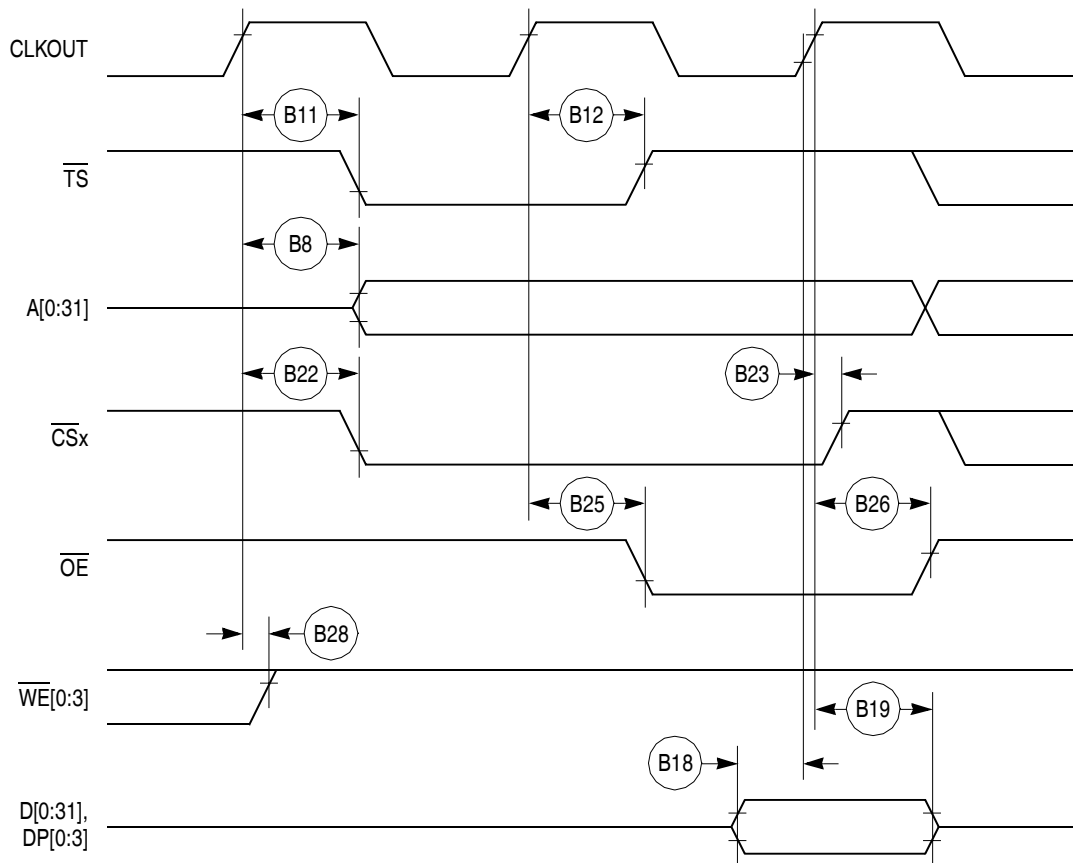 CLKOUT
B11
B12
TS
B8
A[0:31]
B22
B23
CSx
B25
B26
OE
B28
WE[0:3]
B19
B18
D[0:31],
DP[0:3]